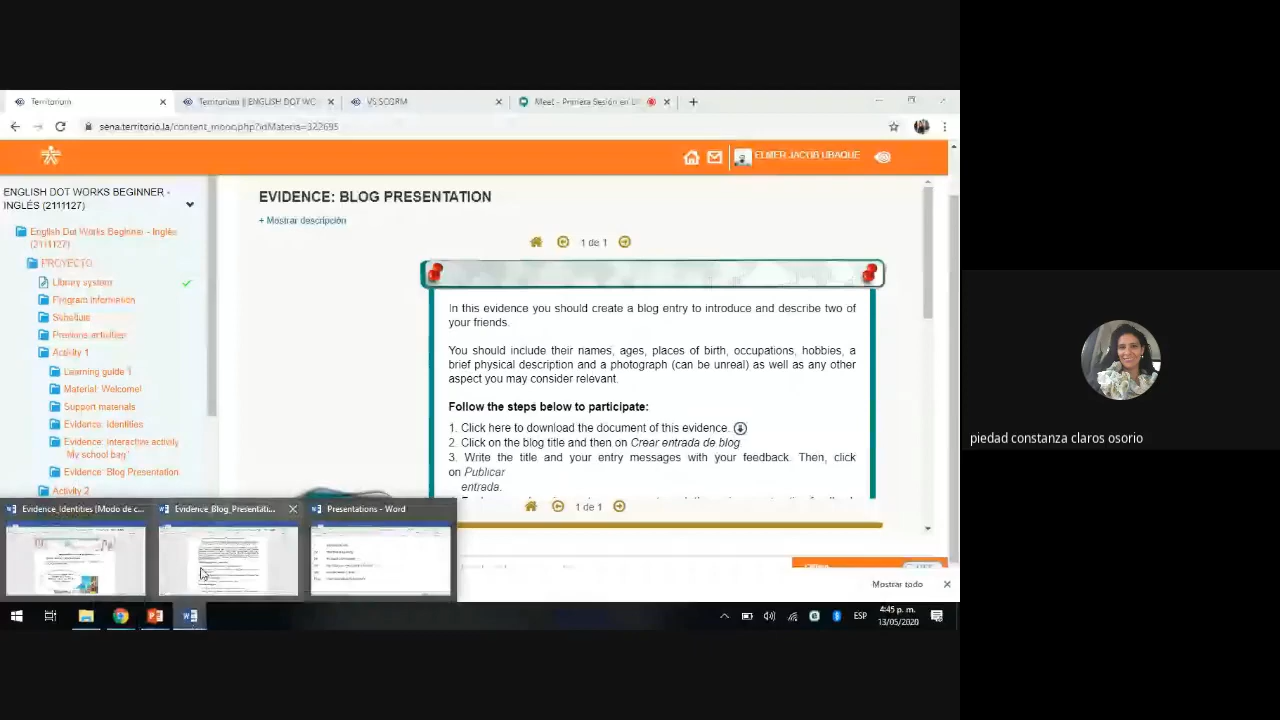 Territorium
Territorium || ENGLISH DOT WC
VS SCORM
Meet - Primera Sesión en
sena.territorio.la/content_mooc.php?idMateria=322695
ELMER JACOB UBAQUE
ENGLISH DOT WORKS BEGINNER -
INGLÉS (2111127)
English Dot Works Beginner - Inglés
(2111127)
PROYECTO
Library system
Program information
Schedule
Previous activities
Activity 1
Learning guide 1
Material: Welcome!
Support materials
Evidence: Identities
Evidence: Interactive activity
"My school bag"
Evidence: Blog Presentation
Activity 2
EVIDENCE: BLOG PRESENTATION
+ Mostrar descripción
1 de 1
In this evidence you should create a blog entry to introduce and describe two of
your friends.
You should include their names, ages, places of birth, occupations, hobbies, a
brief physical description and a photograph (can be unreal) as well as any other
aspect you may consider relevant.
Follow the steps below to participate:
1. Click here to download the document of this evidence.
2. Click on the blog title and then on Crear entrada de blog.
3. Write the title and your entry messages with your feedback. Then, click
on Publicar
entrada.
1 de 1
Evidence_Identities [Modo de c...
Evidence_Blog_Presentati...
Presentations - Word
Mostrar todo
ESP
4:45 p. m.
13/05/2020
piedad constanza claros osorio